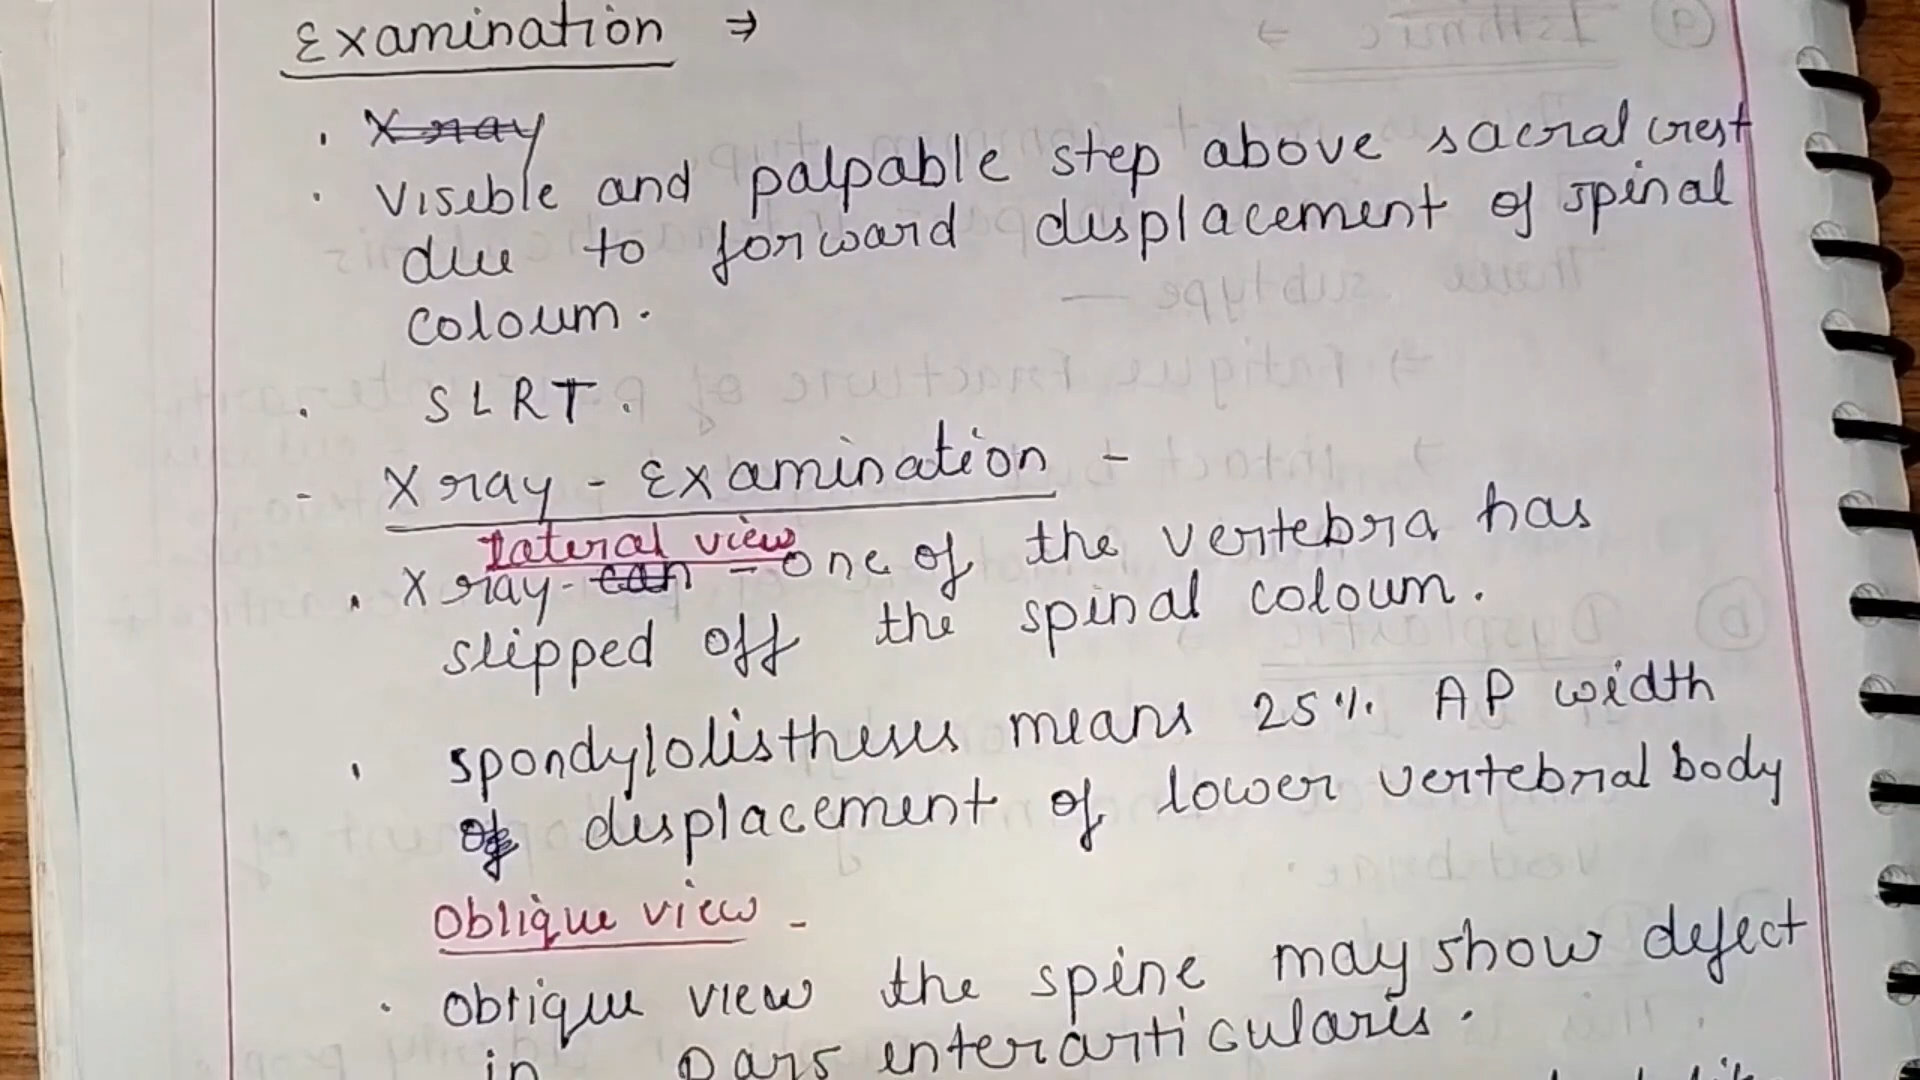 Examination ⇒
· X-ray
· Viseble and palpable step above sacral crest
due to forward displacement of spinal
coloum.
· SLRT.
- X ray - Examination -
Lateral view
· X ray - can - one of the vertebra has
slipped off the spinal coloum.
· spondylolisthesis means 25% AP width
of displacement of lower vertebral body
Oblique view -
· Oblique view the spine may show defect
in pars enterarticularis.